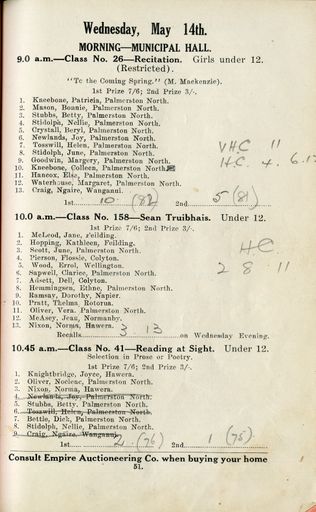 Wednesday, May 14th.
MORNING—MUNICIPAL HALL.
9.0 a.m.—Class No. 26—Recitation. Girls under 12.
(Restricted).
"To the Coming Spring." (M. Mackenzie).
1st Prize 7/6; 2nd Prize 3/-.
1. Kneebone, Patricia, Palmerston North.
2. Mason, Bonnie, Palmerston North.
3. Stubbs, Betty, Palmerston North.
4. Stidolph, Nellie, Palmerston North.
5. Crystall, Beryl, Palmerston North.
6. Newlands, Joy, Palmerston North.
7. Tosswill, Helen, Palmerston North. VHC 11
8. Stidolph, June, Palmerston North.
9. Goodwin, Margery, Palmerston North. H.C. 4. 6.
10. Kneebone, Colleen, Palmerston North.
11. Hancox, Elsa, Palmerston North.
12. Waterhouse, Margaret, Palmerston North.
13. Craig, Ngaire, Wanganui.
1st 10 (82) 2nd 5 (81)
10.0 a.m.—Class No. 158—Sean Truibhais. Under 12.
1st Prize 7/6; 2nd Prize 3/-.
1. McLeod, Jane, Feilding.
2. Hopping, Kathleen, Feilding. HC
3. Scott, June, Palmerston North.
4. Pierson, Flossie, Colyton. 2 8 11
5. Wood, Errol, Wellington.
6. Sapwell, Clarice, Palmerston North.
7. Adsett, Dell, Colyton.
8. Hemmingsen, Ethne, Palmerston North.
9. Ramsay, Dorothy, Napier.
10. Pratt, Thelma, Rotorua.
11. Oliver, Vera, Palmerston North.
12. McAsey, Jean, Normanby.
13. Nixon, Norma, Hawera.
Recalls 3 13 on Wednesday Evening.
10.45 a.m.—Class No. 41—Reading at Sight. Under 12.
Selection in Prose or Poetry.
1st Prize 7/6; 2nd Prize 3/-.
1. Knightbridge, Joyce, Hawera.
2. Oliver, Noelene, Palmerston North.
3. Nixon, Norma, Hawera.
4. Newlands, Joy, Palmerston North.
5. Stubbs, Betty, Palmerston North.
6. Tosswill, Helen, Palmerston North.
7. Bettle, Dick, Palmerston North.
8. Stidolph, Nellie, Palmerston North.
9. Craig, Ngaire, Wanganui.
1st 2 (76) 2nd 1 (75)
Consult Empire Auctioneering Co. when buying your home
51.